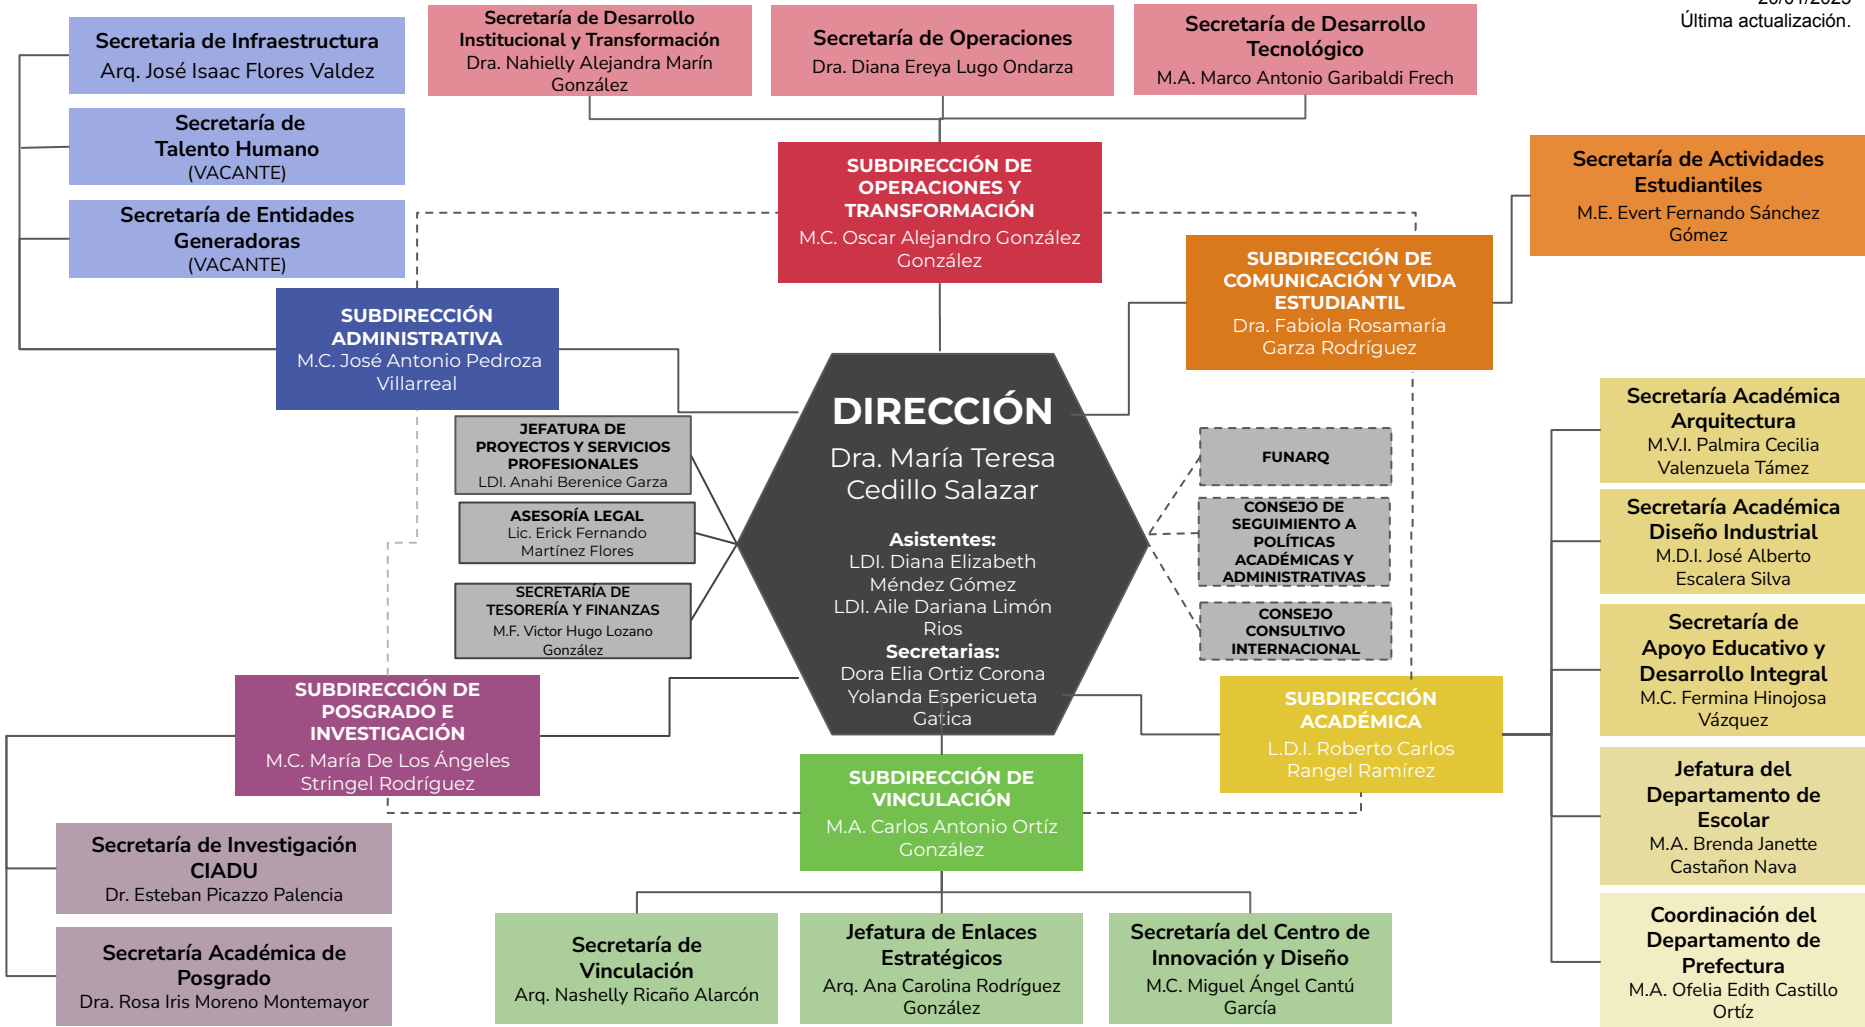 20/01/2025
Última actualización.
Secretaria de Infraestructura
Arq. José Isaac Flores Valdez
Secretaría de
Talento Humano
(VACANTE)
Secretaría de Entidades
Generadoras
(VACANTE)
Secretaría de Desarrollo
Institucional y Transformación
Dra. Nahielly Alejandra Marín
González
Secretaría de Operaciones
Dra. Diana Ereya Lugo Ondarza
Secretaría de Desarrollo
Tecnológico
M.A. Marco Antonio Garibaldi Frech
SUBDIRECCIÓN DE
OPERACIONES Y
TRANSFORMACIÓN
M.C. Oscar Alejandro González
González
Secretaría de Actividades
Estudiantiles
M.E. Evert Fernando Sánchez
Gómez
SUBDIRECCIÓN DE
COMUNICACIÓN Y VIDA
ESTUDIANTIL
Dra. Fabiola Rosamaría
Garza Rodríguez
SUBDIRECCIÓN
ADMINISTRATIVA
M.C. José Antonio Pedroza
Villarreal
JEFATURA DE
PROYECTOS Y SERVICIOS
PROFESIONALES
LDI. Anahi Berenice Garza
ASESORÍA LEGAL
Lic. Erick Fernando
Martínez Flores
SECRETARÍA DE
TESORERÍA Y FINANZAS
M.F. Victor Hugo Lozano
González
DIRECCIÓN
Dra. María Teresa
Cedillo Salazar
Asistentes:
LDI. Diana Elizabeth
Méndez Gómez
LDI. Aile Dariana Limón
Rios
Secretarias:
Dora Elia Ortiz Corona
Yolanda Espericueta
Gatica
FUNARQ
CONSEJO DE
SEGUIMIENTO A
POLÍTICAS
ACADÉMICAS Y
ADMINISTRATIVAS
CONSEJO
CONSULTIVO
INTERNACIONAL
Secretaría Académica
Arquitectura
M.V.I. Palmira Cecilia
Valenzuela Támez
Secretaría Académica
Diseño Industrial
M.D.I. José Alberto
Escalera Silva
Secretaría de
Apoyo Educativo y
Desarrollo Integral
M.C. Fermina Hinojosa
Vázquez
Jefatura del
Departamento de
Escolar
M.A. Brenda Janette
Castañon Nava
Coordinación del
Departamento de
Prefectura
M.A. Ofelia Edith Castillo
Ortíz
SUBDIRECCIÓN DE
POSGRADO E
INVESTIGACIÓN
M.C. María De Los Ángeles
Stringel Rodríguez
SUBDIRECCIÓN DE
VINCULACIÓN
M.A. Carlos Antonio Ortíz
González
SUBDIRECCIÓN
ACADÉMICA
L.D.I. Roberto Carlos
Rangel Ramírez
Secretaría de Investigación
CIADU
Dr. Esteban Picazzo Palencia
Secretaría Académica de
Posgrado
Dra. Rosa Iris Moreno Montemayor
Secretaría de
Vinculación
Arq. Nashelly Ricaño Alarcón
Jefatura de Enlaces
Estratégicos
Arq. Ana Carolina Rodríguez
González
Secretaría del Centro de
Innovación y Diseño
M.C. Miguel Ángel Cantú
García